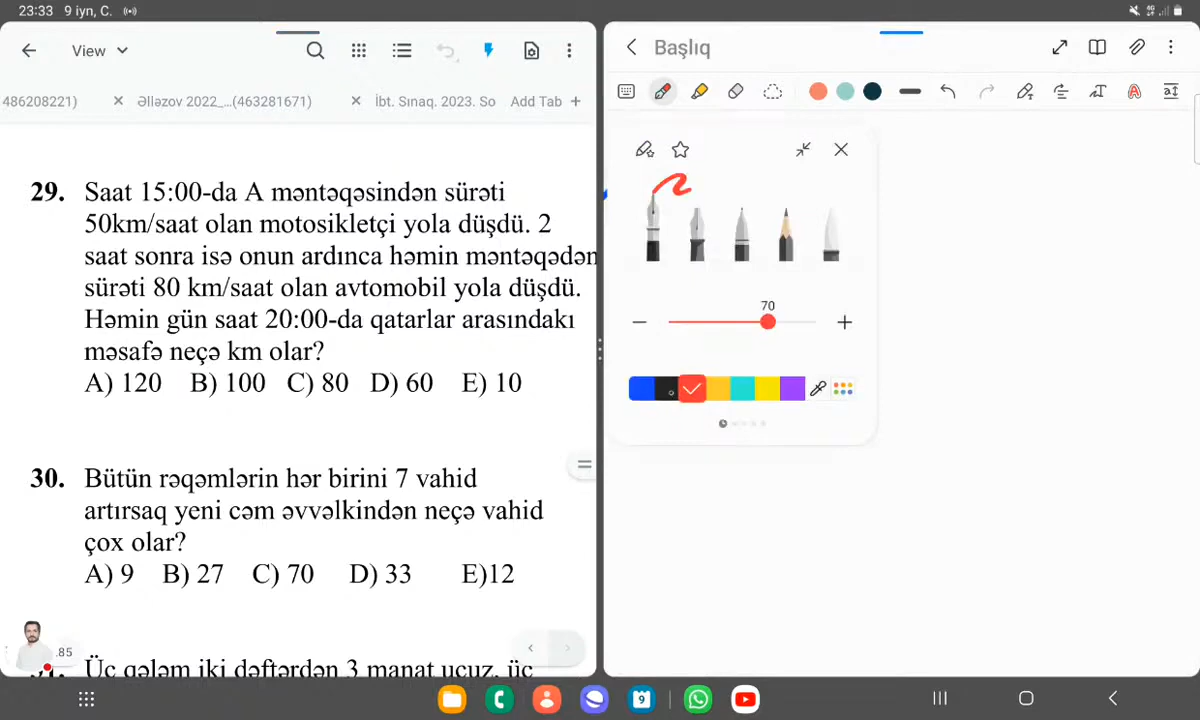 23:33 9 iyn, C.
View
486208221) × Əlləzov 2022_...(463281671) × İbt. Sınaq. 2023. So Add Tab +
29. Saat 15:00-da A məntəqəsindən sürəti
50km/saat olan motosikletçi yola düşdü. 2
saat sonra isə onun ardınca həmin məntəqədən
sürəti 80 km/saat olan avtomobil yola düşdü.
Həmin gün saat 20:00-da qatarlar arasındakı
məsafə neçə km olar?
A) 120 B) 100 C) 80 D) 60 E) 10
30. Bütün rəqəmlərin hər birini 7 vahid
artırsaq yeni cəm əvvəlkindən neçə vahid
çox olar?
A) 9 B) 27 C) 70 D) 33 E)12
.85
Üç qələm iki dəftərdən 3 manat ucuz, üç
Başlıq
70
9